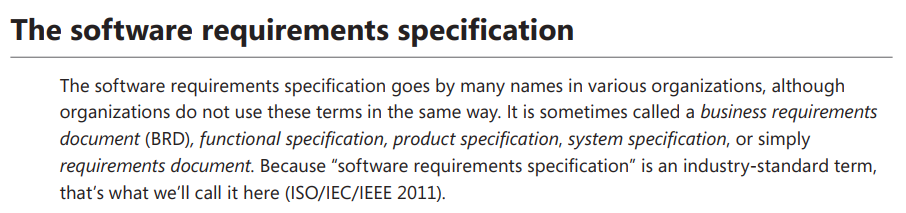 The software requirements specification
The software requirements specification goes by many names in various organizations, although
organizations do not use these terms in the same way. It is sometimes called a business requirements
document (BRD), functional specification, product specification, system specification, or simply
requirements document. Because “software requirements specification” is an industry-standard term,
that’s what we’ll call it here (ISO/IEC/IEEE 2011).